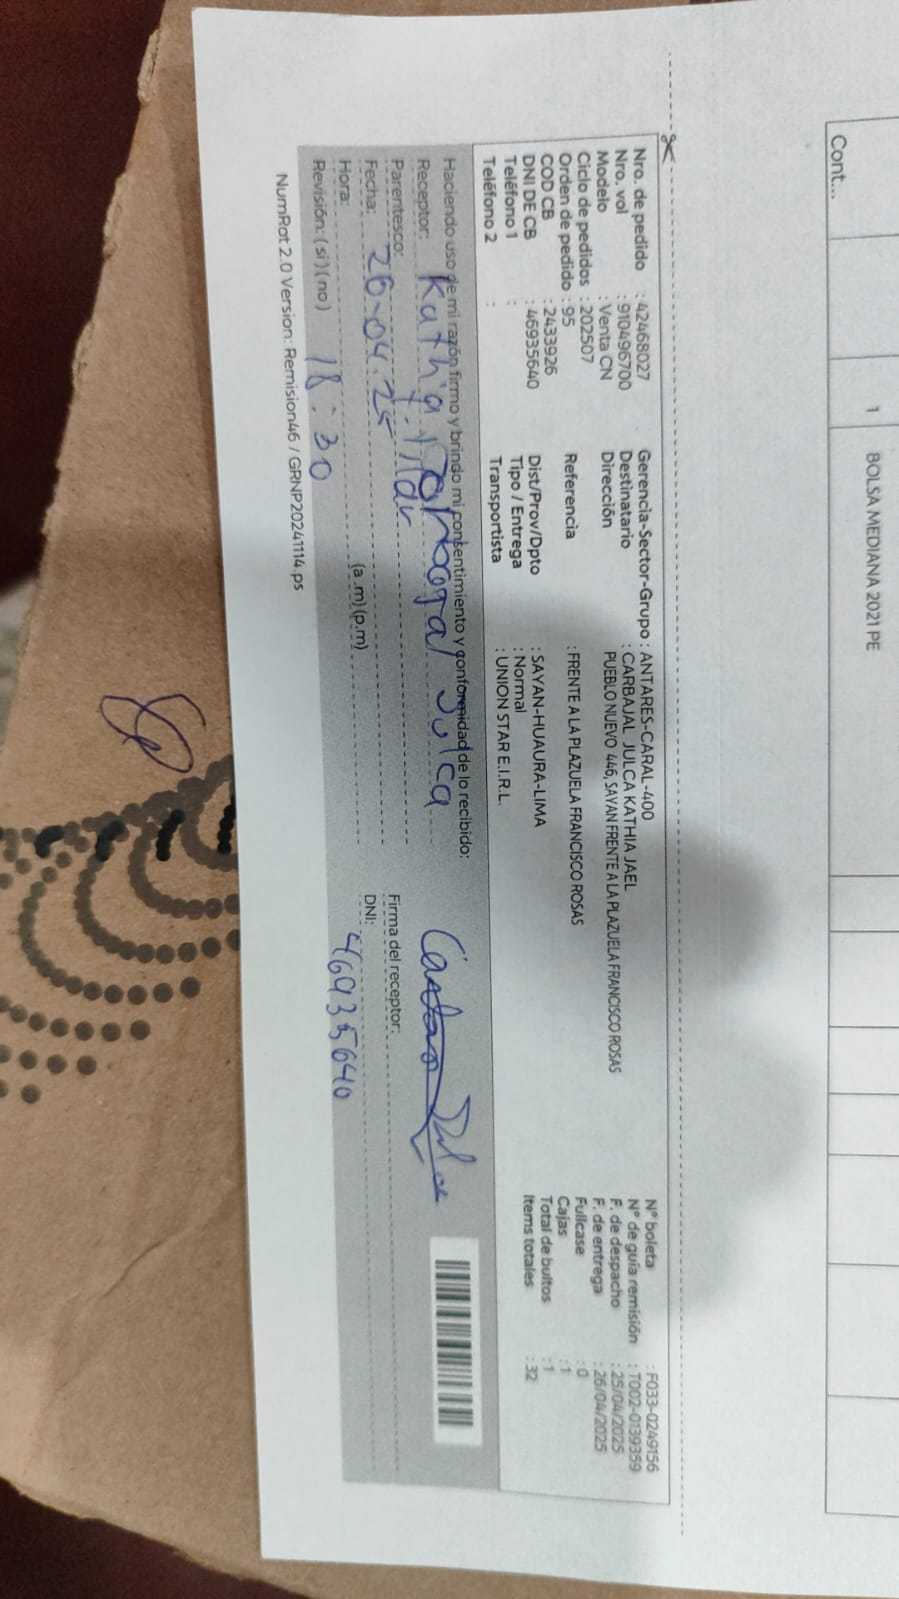 Cont...
1 BOLSA MEDIANA 2021 PE
Nro. de pedido : 42468027
Nro. vol : 910496700
Modelo : Venta CN
Ciclo de pedidos : 202507
Orden de pedido : 95
COD CB : 2433926
DNI DE CB : 46935640
Teléfono 1 :
Teléfono 2 :
Gerencia-Sector-Grupo : ANTARES-CARAL-400
Destinatario : CARBAJAL JULCA KATHIA JAEL
Dirección PUEBLO NUEVO 446, SAYAN FRENTE A LA PLAZUELA FRANCISCO ROSAS
Referencia : FRENTE A LA PLAZUELA FRANCISCO ROSAS
Dist/Prov/Dpto : SAYAN-HUAURA-LIMA
Tipo / Entrega : Normal
Transportista : UNION STAR E.I.R.L.
N° boleta : F033-0249156
N° de guía remisión : T002-0139359
F. de despacho : 25/04/2025
F. de entrega : 26/04/2025
Fullcase : 0
Cajas : 1
Total de bultos : 1
Items totales : 32
Haciendo uso de mi razón firmo y brindo mi consentimiento y conformidad de lo recibido:
Receptor: Kathia Julca
Parentesco:
Firma del receptor:
Fecha: 26-04-25
DNI: 46935640
Hora: 18:30 (a .m) (p.m)
Revisión: (si) (no)
NumRot 2.0 Version: Remision46 / GRNP20241114.ps